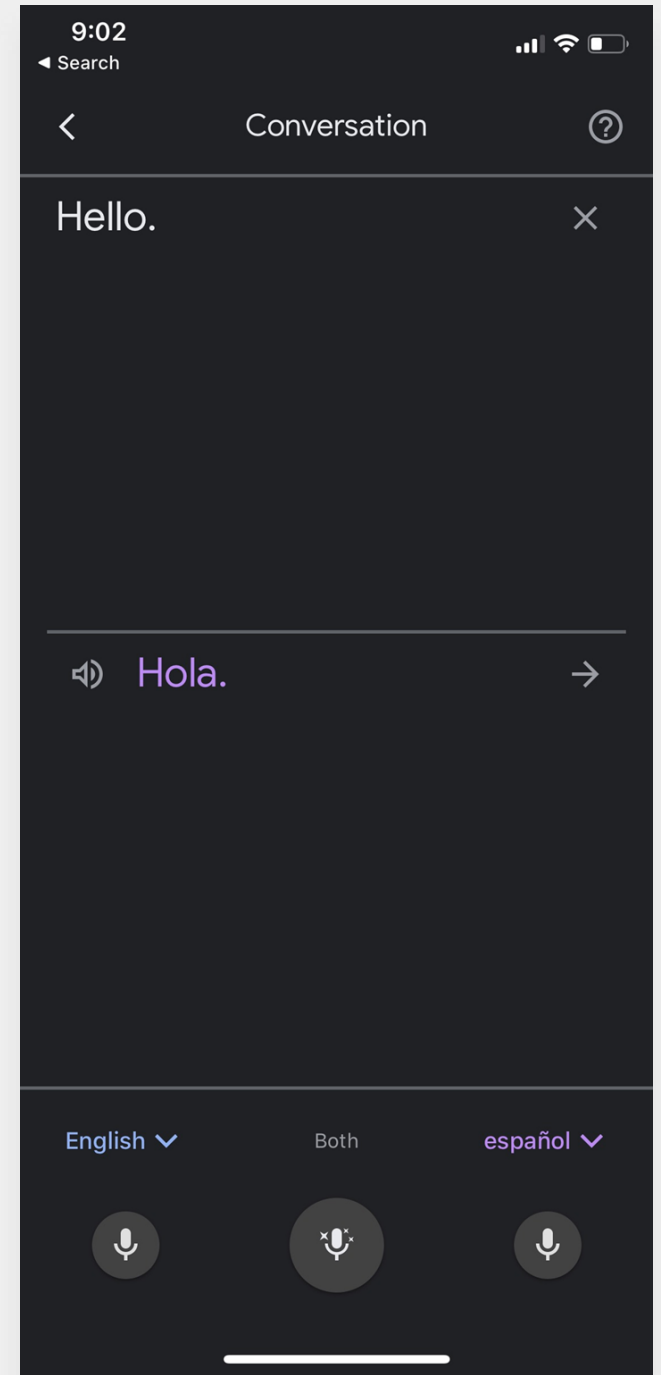 9:02
◀ Search
Conversation
Hello.
Hola.
English
Both
español